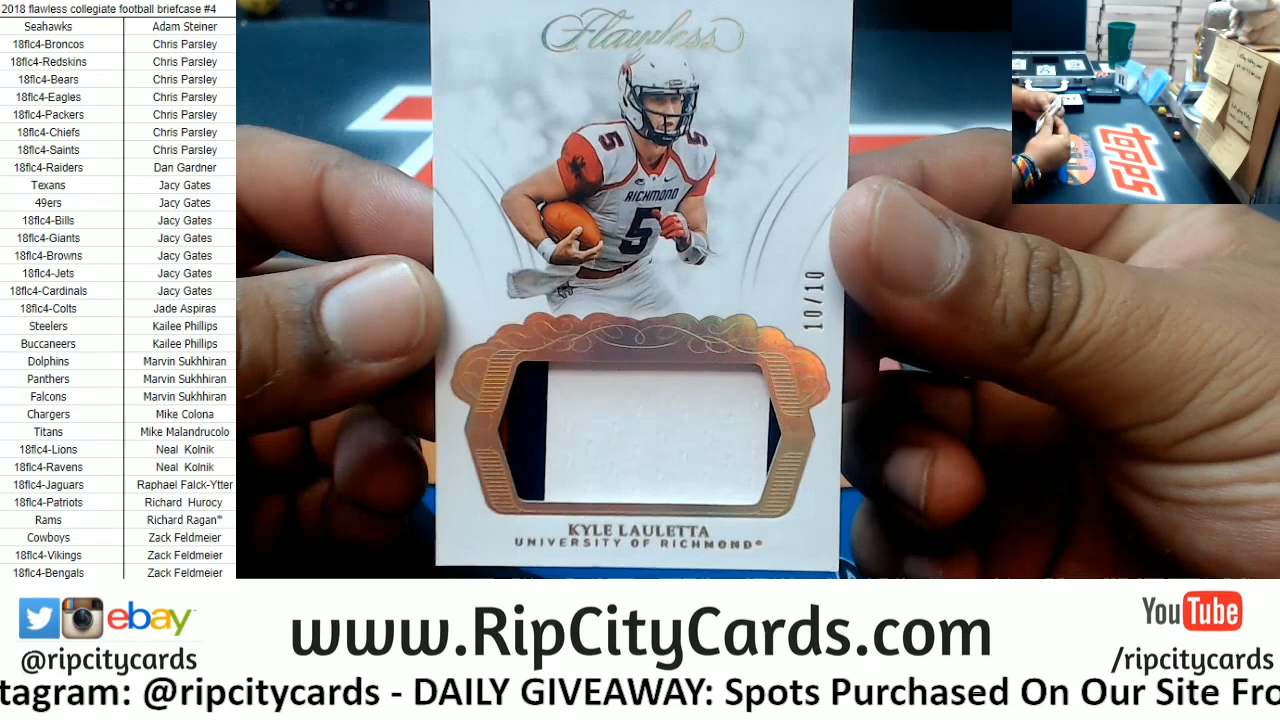 2018 flawless collegiate football briefcase #4
Seahawks Adam Steiner
18flc4-Broncos Chris Parsley
18flc4-Redskins Chris Parsley
18flc4-Bears Chris Parsley
18flc4-Eagles Chris Parsley
18flc4-Packers Chris Parsley
18flc4-Chiefs Chris Parsley
18flc4-Saints Chris Parsley
18flc4-Raiders Dan Gardner
Texans Jacy Gates
49ers Jacy Gates
18flc4-Bills Jacy Gates
18flc4-Giants Jacy Gates
18flc4-Browns Jacy Gates
18flc4-Jets Jacy Gates
18flc4-Cardinals Jacy Gates
18flc4-Colts Jade Aspiras
Steelers Kailee Phillips
Buccaneers Kailee Phillips
Dolphins Marvin Sukhhiran
Panthers Marvin Sukhhiran
Falcons Marvin Sukhhiran
Chargers Mike Colona
Titans Mike Malandrucolo
18flc4-Lions Neal Kolnik
18flc4-Ravens Neal Kolnik
18flc4-Jaguars Raphael Falck-Ytter
18flc4-Patriots Richard Hurocy
Rams Richard Ragan*
Cowboys Zack Feldmeier
18flc4-Vikings Zack Feldmeier
18flc4-Bengals Zack Feldmeier
Flawless
5 5
RICHMOND
5
10/10
KYLE LAULETTA
UNIVERSITY OF RICHMOND®
topps
R
ebay
@ripcitycards
www.RipCityCards.com
YouTube
/ripcitycards
tagram: @ripcitycards - DAILY GIVEAWAY: Spots Purchased On Our Site Fro